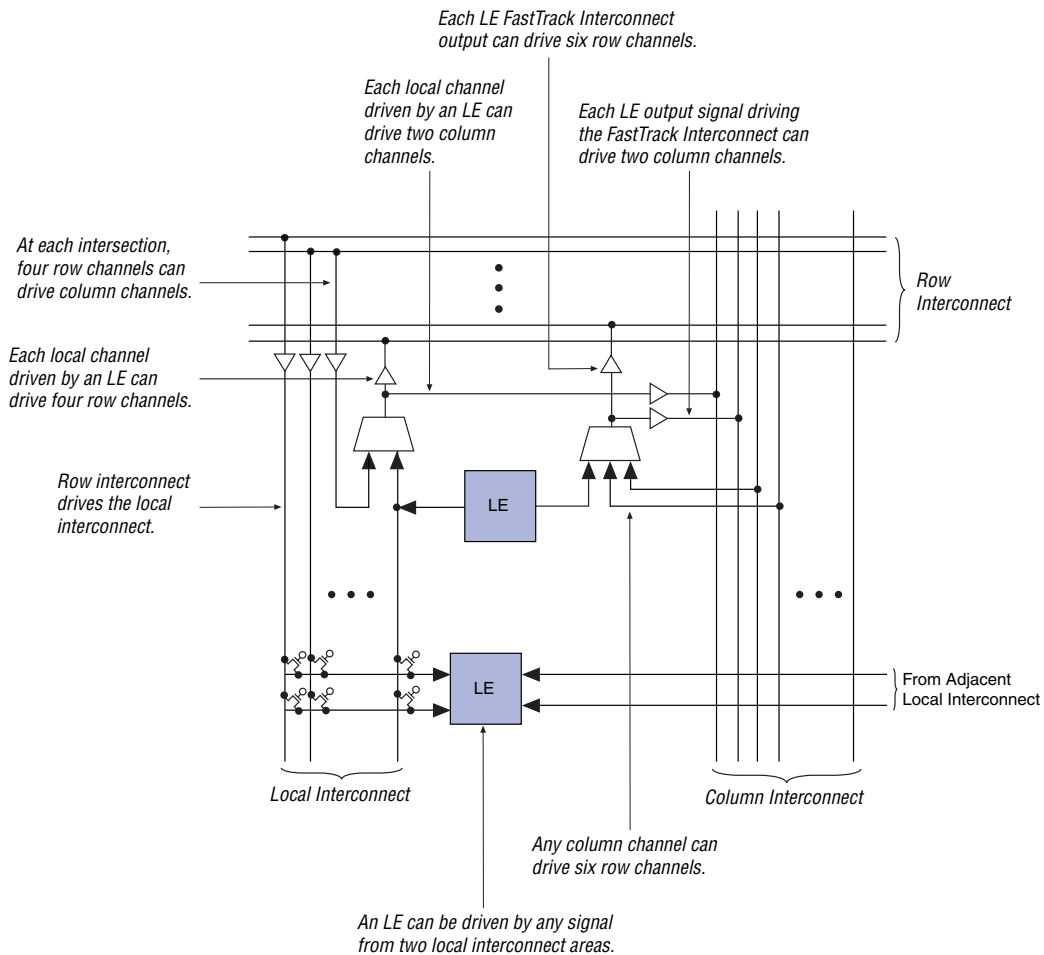 Each LE FastTrack Interconnect
output can drive six row channels.
Each local channel
driven by an LE can
drive two column
channels.
Each LE output signal driving
the FastTrack Interconnect can
drive two column channels.
At each intersection,
four row channels can
drive column channels.
Row
Interconnect
Each local channel
driven by an LE can
drive four row channels.
Row interconnect
drives the local
interconnect.
LE
LE
From Adjacent
Local Interconnect
Local Interconnect
Column Interconnect
Any column channel can
drive six row channels.
An LE can be driven by any signal
from two local interconnect areas.